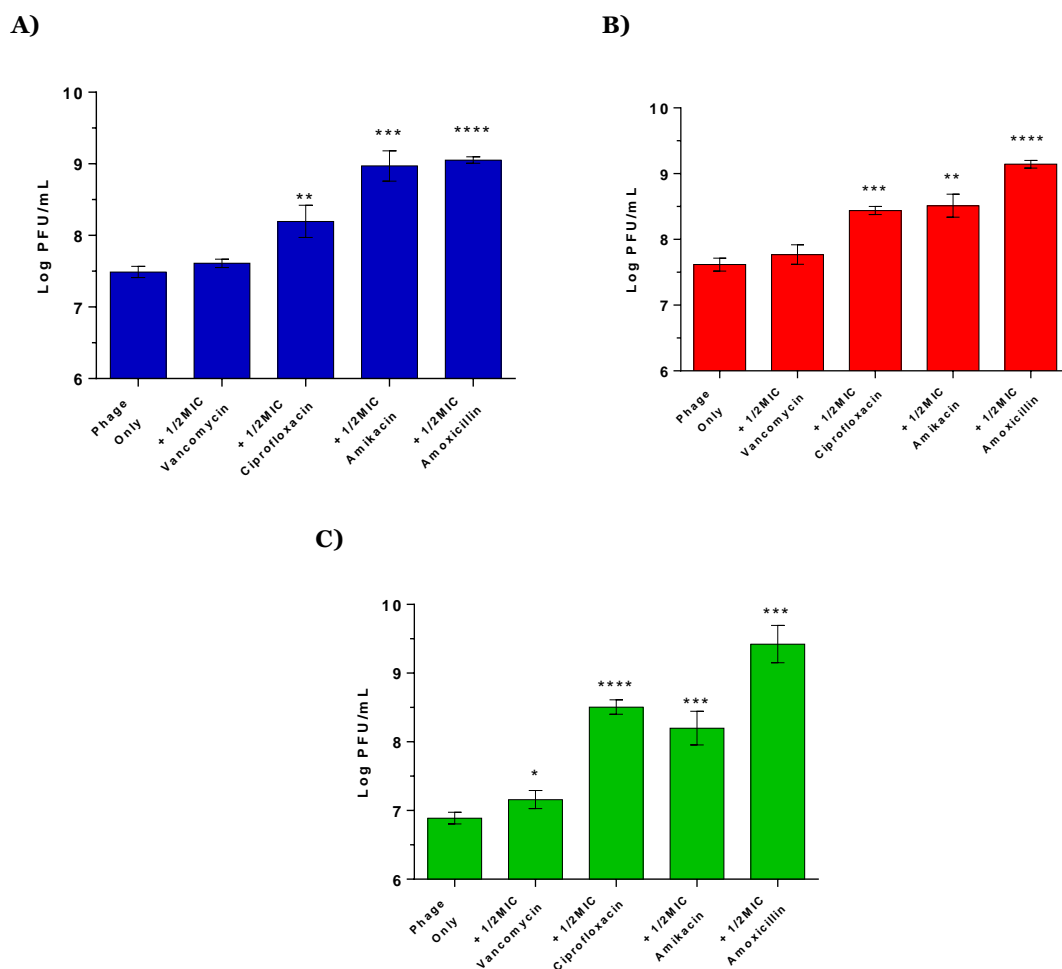 A)
Log PFU/mL
10
9
8
7
6
**
***
****
Phage
Only
+ 1/2MIC
Vancomycin
+ 1/2MIC
Ciprofloxacin
+ 1/2MIC
Amikacin
+ 1/2MIC
Amoxicillin
B)
Log PFU/mL
10
9
8
7
6
***
**
****
Phage
Only
+ 1/2MIC
Vancomycin
+ 1/2MIC
Ciprofloxacin
+ 1/2MIC
Amikacin
+ 1/2MIC
Amoxicillin
C)
Log PFU/mL
10
9
8
7
6
*
****
***
***
Phage
Only
+ 1/2MIC
Vancomycin
+ 1/2MIC
Ciprofloxacin
+ 1/2MIC
Amikacin
+ 1/2MIC
Amoxicillin